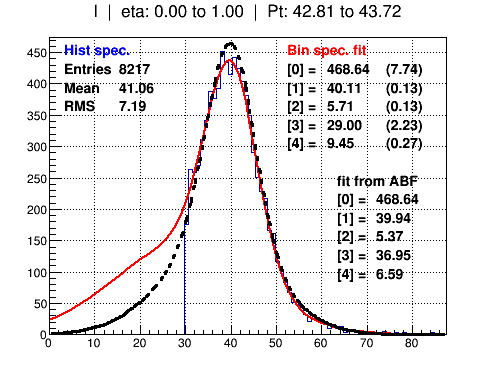 I | eta: 0.00 to 1.00 | Pt: 42.81 to 43.72
Hist spec.
Entries 8217
Mean 41.06
RMS 7.19
Bin spec. fit
[0] = 468.64 (7.74)
[1] = 40.11 (0.13)
[2] = 5.71 (0.13)
[3] = 29.00 (2.23)
[4] = 9.45 (0.27)
fit from ABF
[0] = 468.64
[1] = 39.94
[2] = 5.37
[3] = 36.95
[4] = 6.59
450
400
350
300
250
200
150
100
50
0
0 10 20 30 40 50 60 70 80